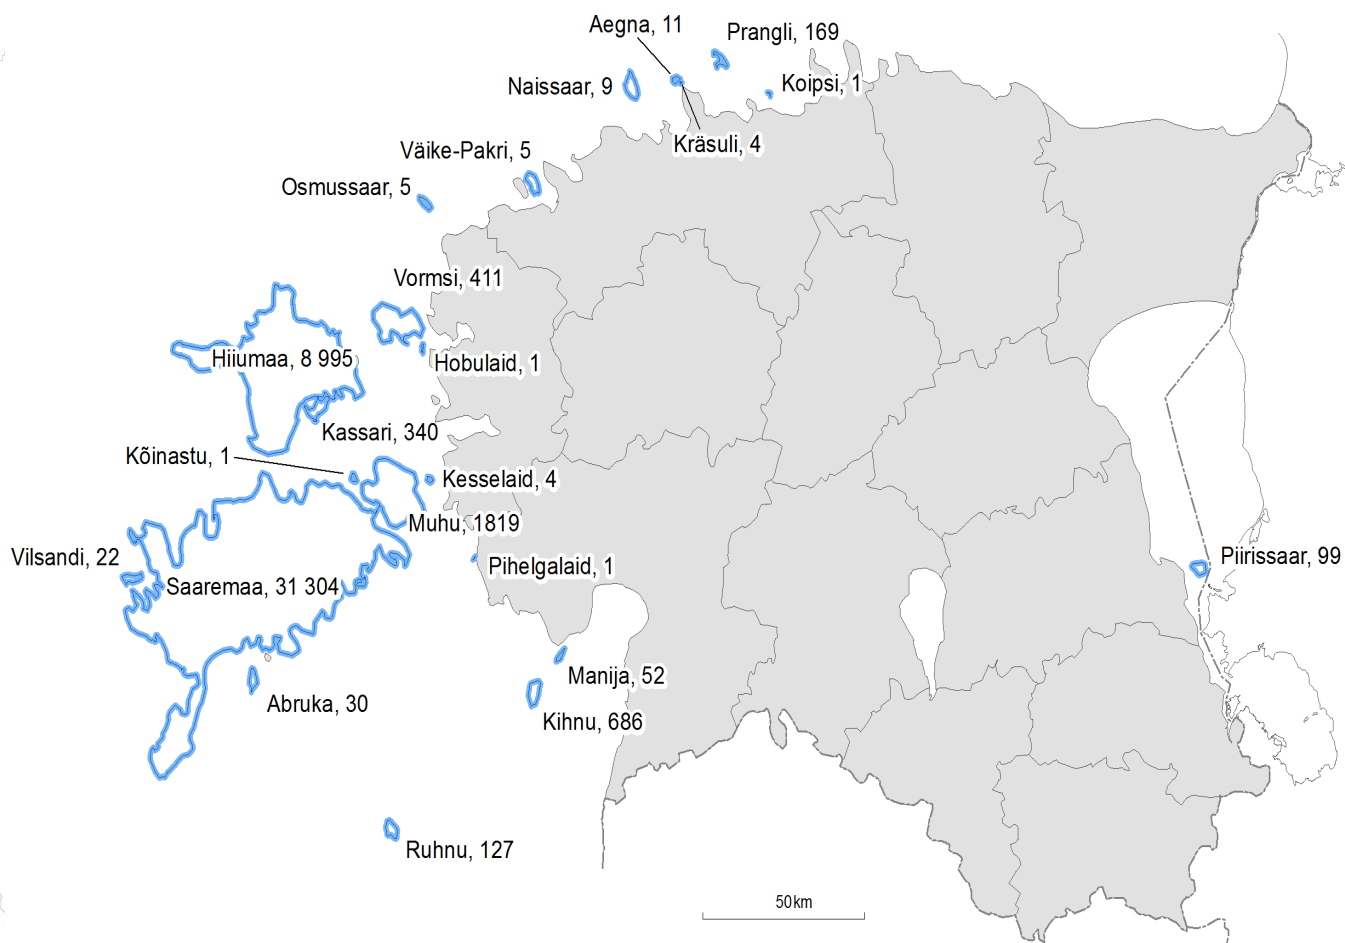 Aegna, 11
Prangli, 169
Naissaar, 9
Koipsi, 1
Kräsuli, 4
Väike-Pakri, 5
Osmussaar, 5
Vormsi, 411
Hiiumaa, 8 995
Hobulaid, 1
Kassari, 340
Kõinastu, 1
Kesselaid, 4
Muhu, 1819
Vilsandi, 22
Pihelgalaid, 1
Piirissaar, 99
Saaremaa, 31 304
Manija, 52
Abruka, 30
Kihnu, 686
Ruhnu, 127
50 km